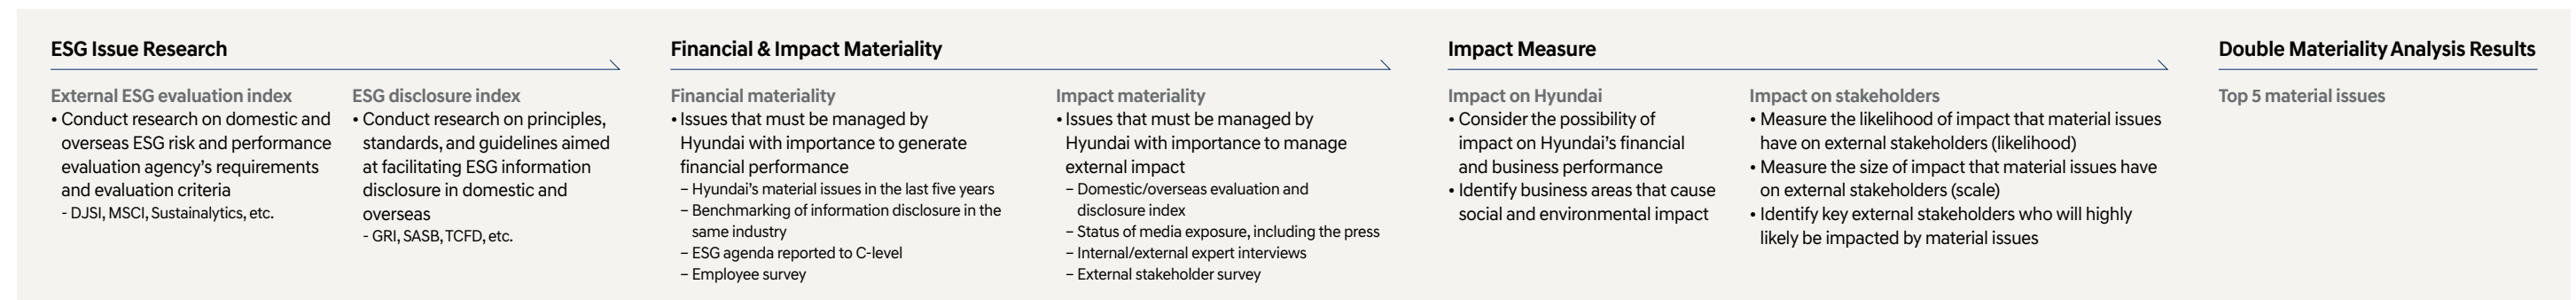 ESG Issue Research
External ESG evaluation index
• Conduct research on domestic and
overseas ESG risk and performance
evaluation agency's requirements
and evaluation criteria
- DJSI, MSCI, Sustainalytics, etc.
ESG disclosure index
• Conduct research on principles,
standards, and guidelines aimed
at facilitating ESG information
disclosure in domestic and
overseas
- GRI, SASB, TCFD, etc.
Financial & Impact Materiality
Financial materiality
• Issues that must be managed by
Hyundai with importance to generate
financial performance
– Hyundai's material issues in the last five years
– Benchmarking of information disclosure in the
same industry
– ESG agenda reported to C-level
– Employee survey
Impact materiality
• Issues that must be managed by
Hyundai with importance to manage
external impact
– Domestic/overseas evaluation and
disclosure index
– Status of media exposure, including the press
– Internal/external expert interviews
– External stakeholder survey
Impact Measure
Impact on Hyundai
• Consider the possibility of
impact on Hyundai's financial
and business performance
• Identify business areas that cause
social and environmental impact
Impact on stakeholders
• Measure the likelihood of impact that material issues
have on external stakeholders (likelihood)
• Measure the size of impact that material issues have
on external stakeholders (scale)
• Identify key external stakeholders who will highly
likely be impacted by material issues
Double Materiality Analysis Results
Top 5 material issues